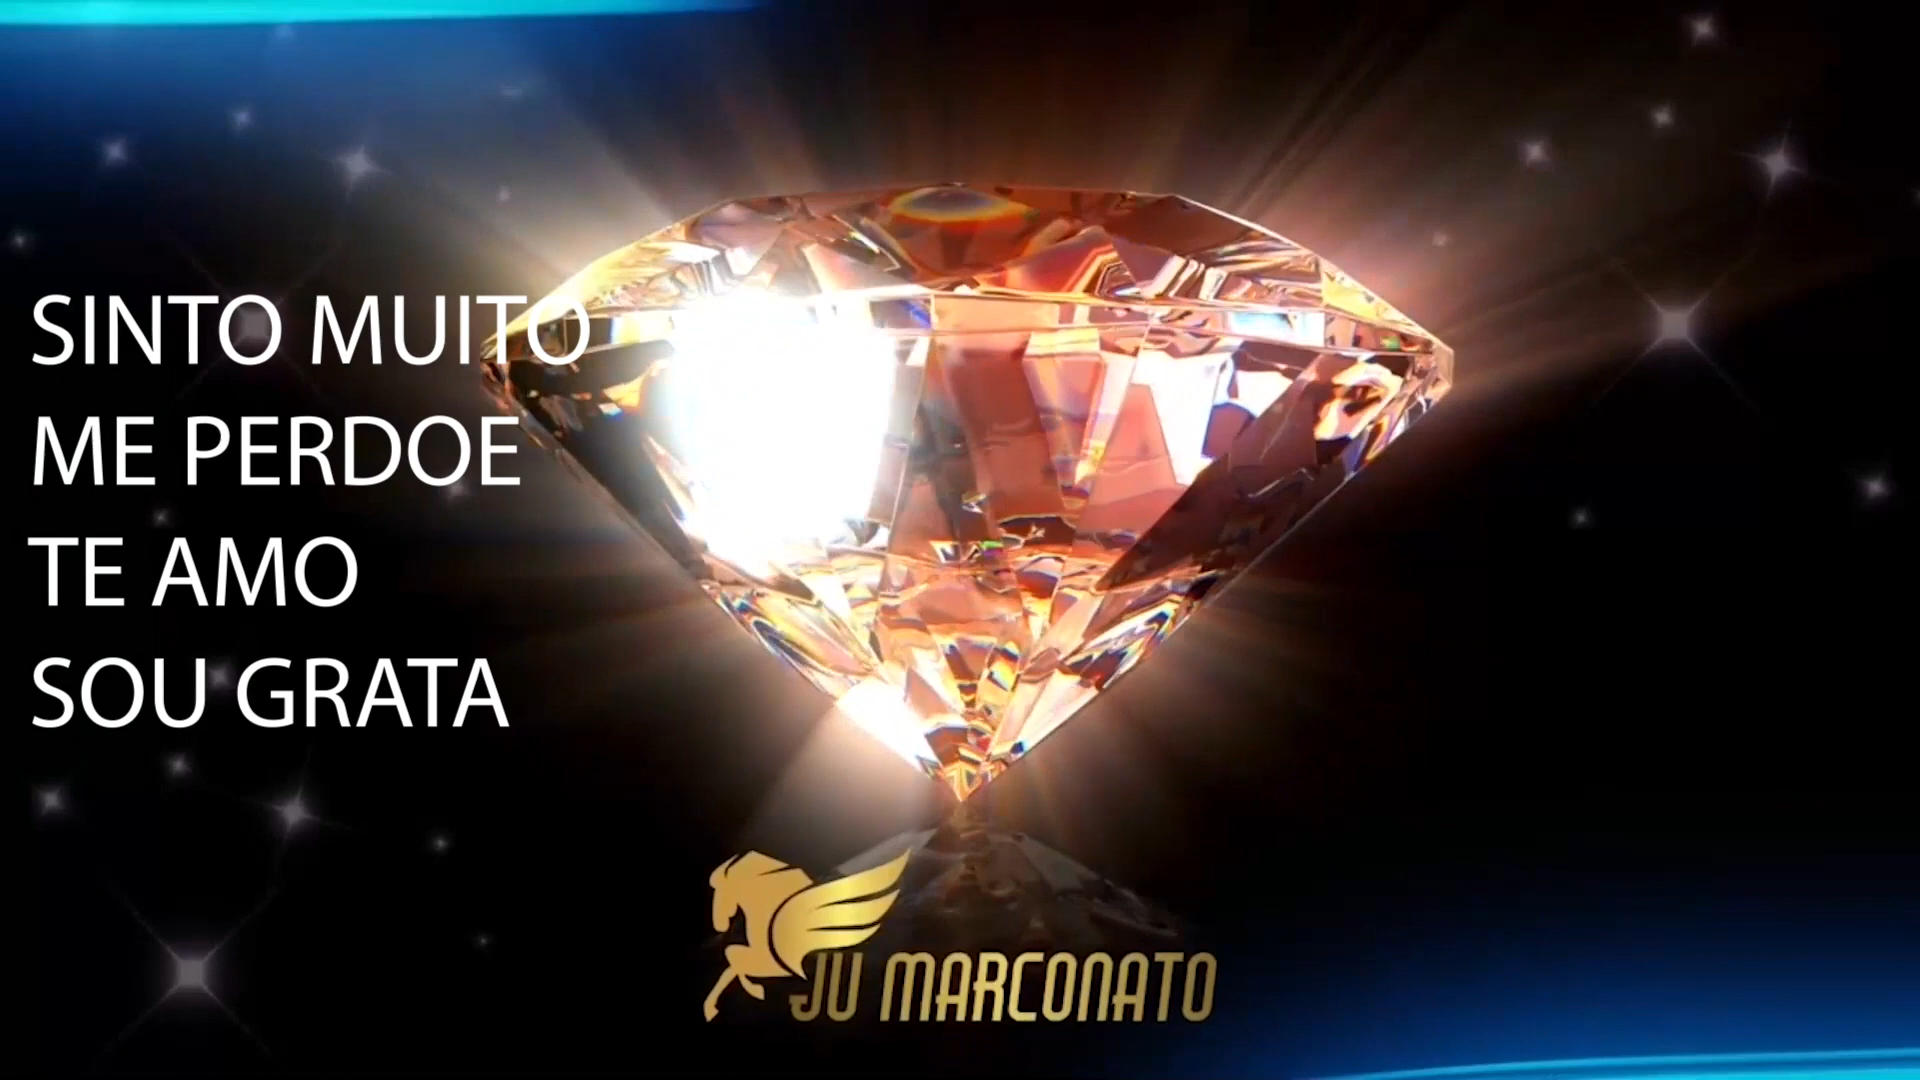 SINTO MUITO
ME PERDOE
TE AMO
SOU GRATA
JU MARCONATO